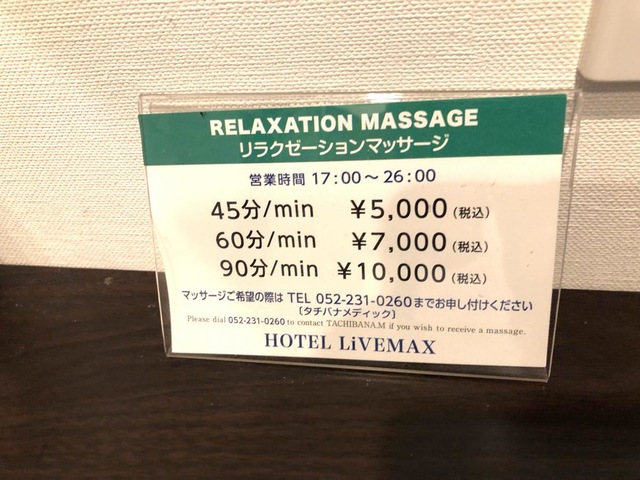 RELAXATION MASSAGE
リラクゼーションマッサージ
営業時間 17:00～26:00
45分/min ￥5,000 (税込)
60分/min ￥7,000 (税込)
90分/min ￥10,000 (税込)
マッサージご希望の際は TEL 052-231-0260までお申し付けください
〔タチバナメディック〕
Please dial 052-231-0260 to contact TACHIBANA.M if you wish to receive a massage.
HOTEL LiVEMAX